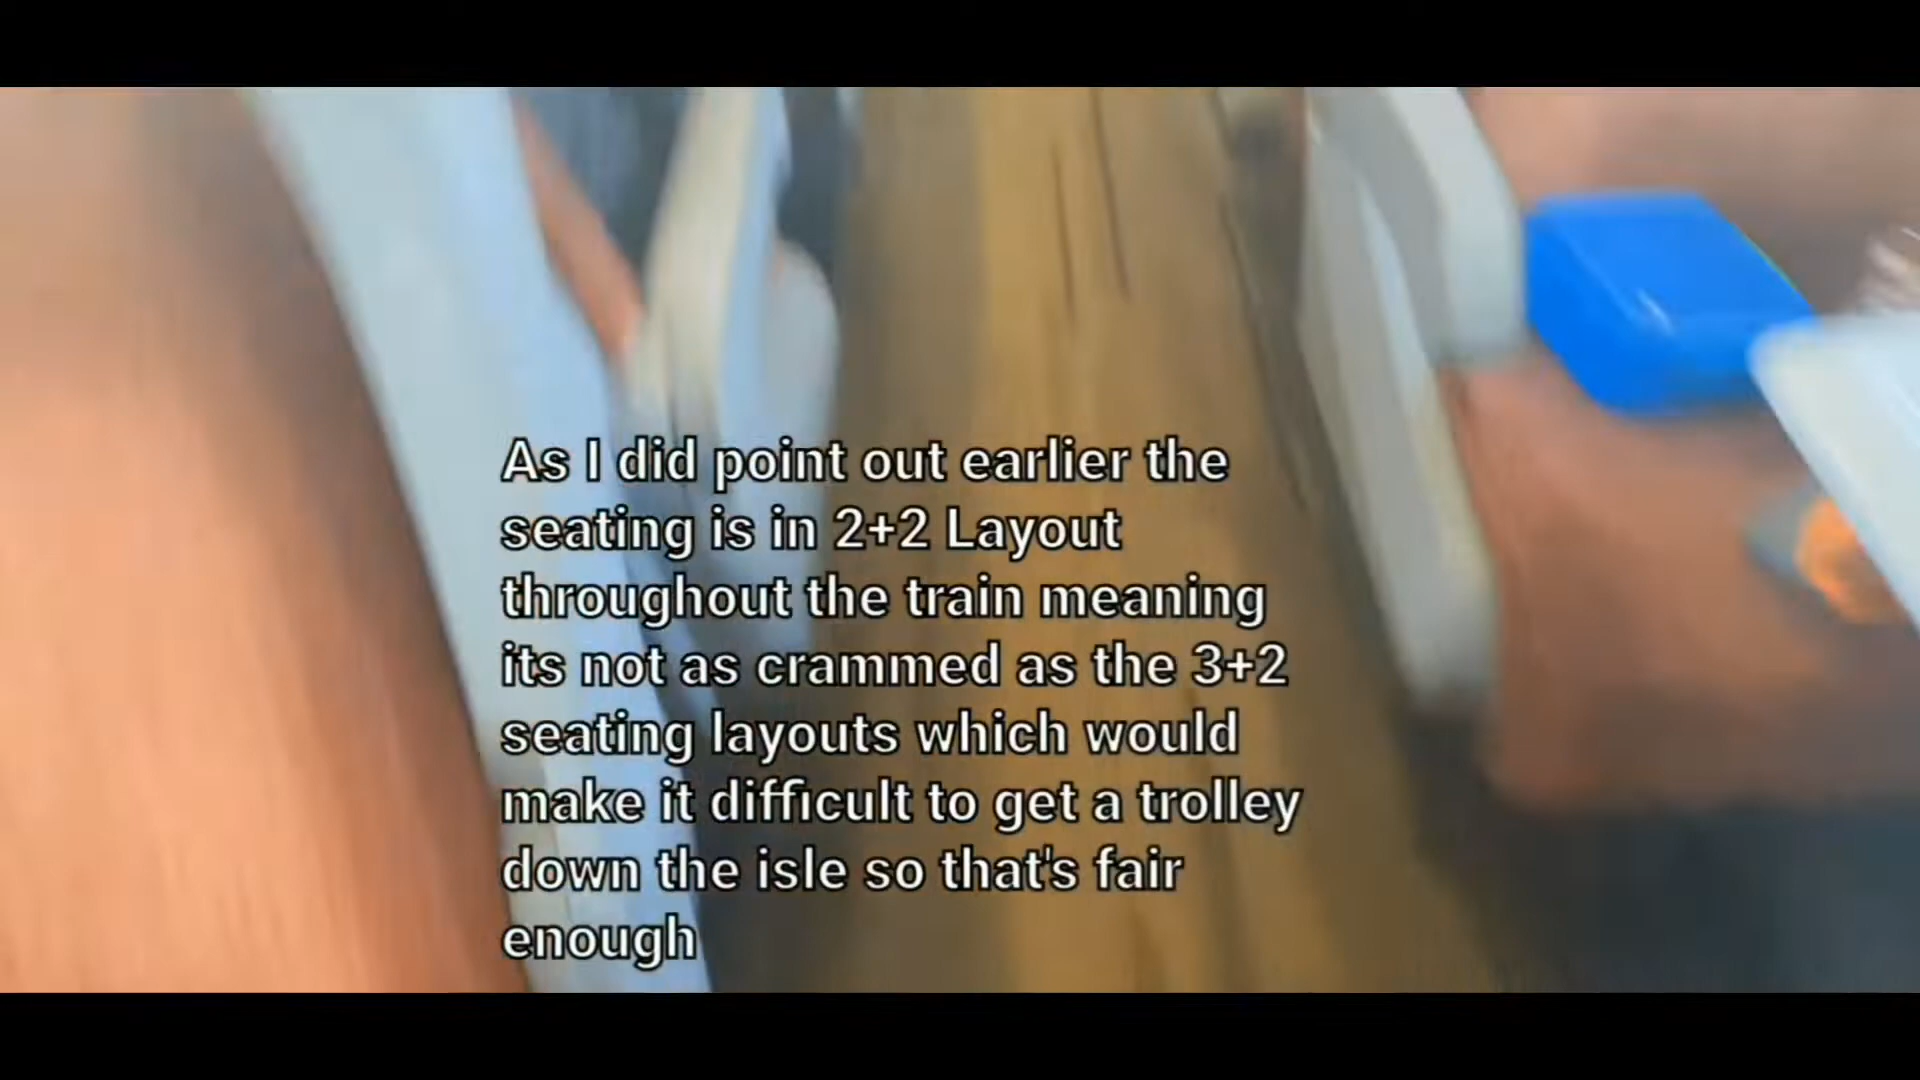 As I did point out earlier the
seating is in 2+2 Layout
throughout the train meaning
its not as crammed as the 3+2
seating layouts which would
make it difficult to get a trolley
down the isle so that's fair
enough